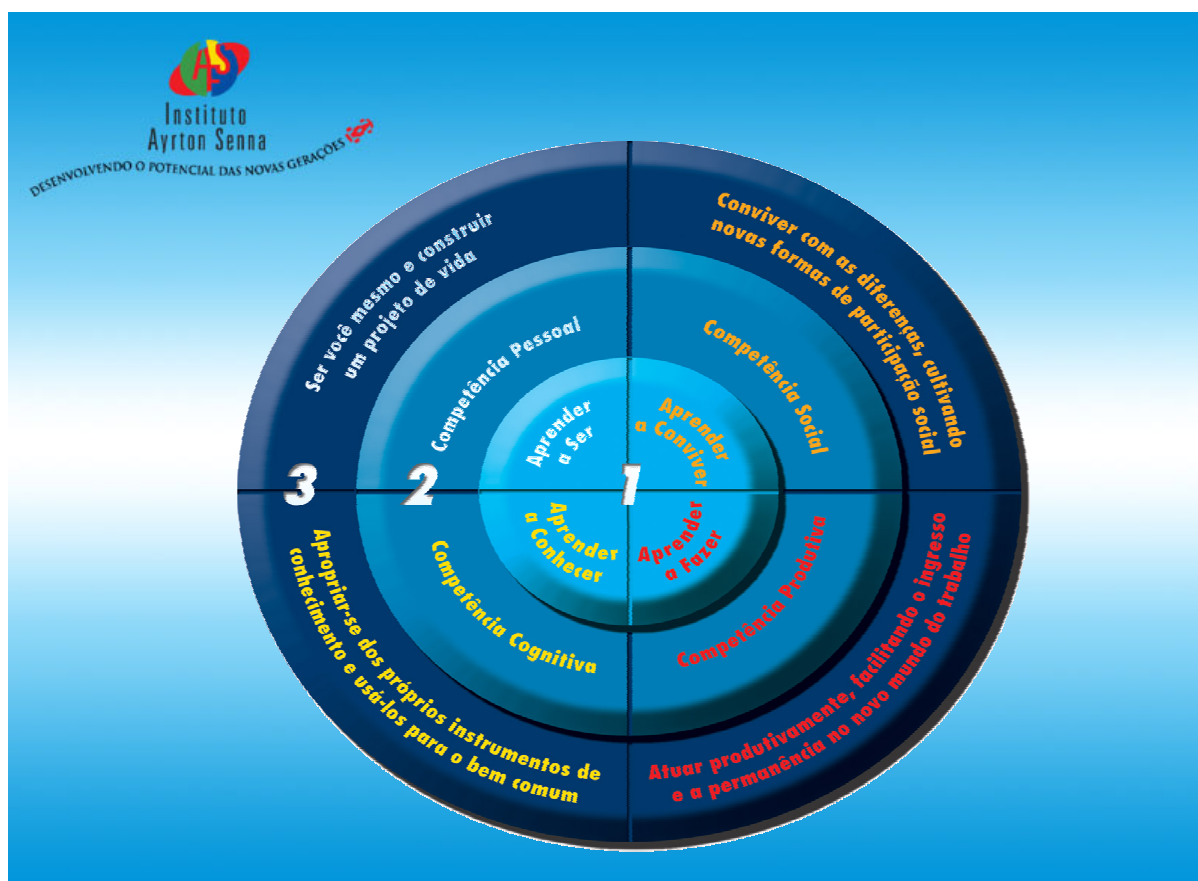 Instituto
Ayrton Senna
DESENVOLVENDO O POTENCIAL DAS NOVAS GERAÇÕES
Ser você mesmo e construir
um projeto de vida
Conviver com as diferenças, cultivando
novas formas de participação social
Competência Pessoal
Competência Social
Aprender
a Ser
Aprender
a Conviver
3
2
1
Aprender
a Conhecer
Aprender
a Fazer
Competência Cognitiva
Competência Produtiva
Apropriar-se dos próprios instrumentos de
conhecimento e usá-los para o bem comum
Atuar produtivamente, facilitando o ingresso
e a permanência no novo mundo do trabalho